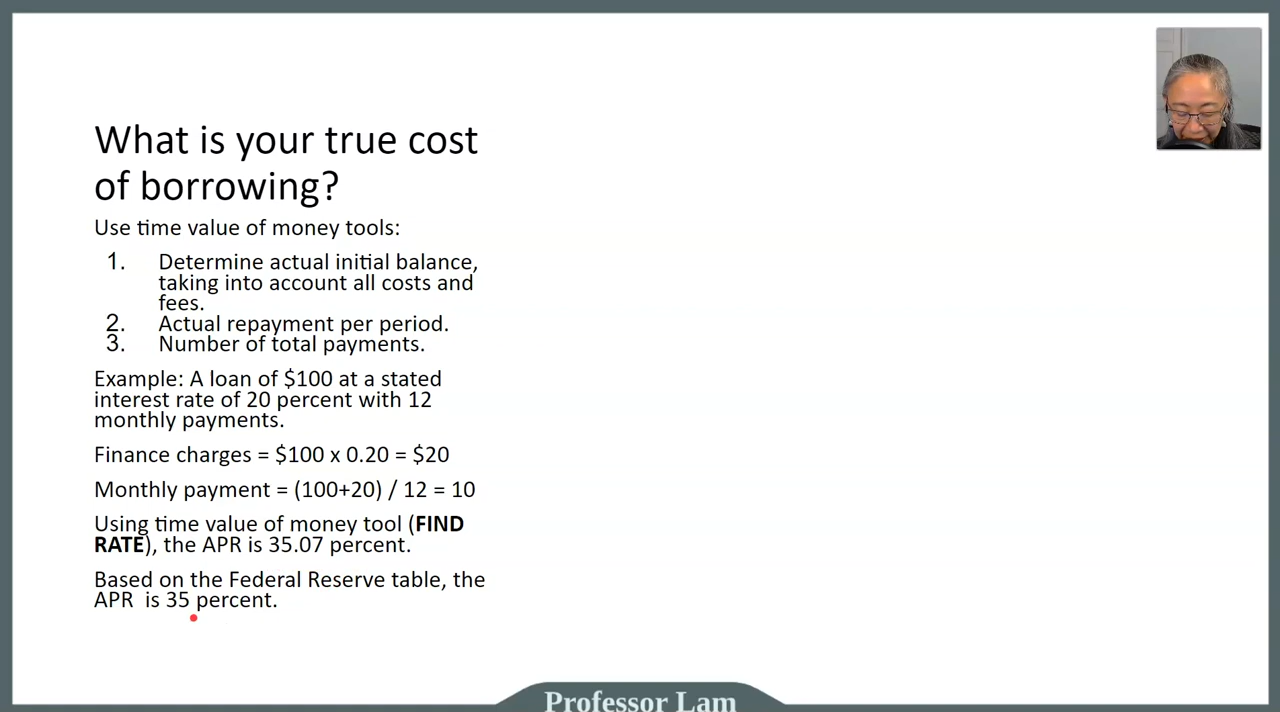 What is your true cost
of borrowing?
Use time value of money tools:
1. Determine actual initial balance,
taking into account all costs and
fees.
2. Actual repayment per period.
3. Number of total payments.
Example: A loan of $100 at a stated
interest rate of 20 percent with 12
monthly payments.
Finance charges = $100 x 0.20 = $20
Monthly payment = (100+20) / 12 = 10
Using time value of money tool (FIND
RATE), the APR is 35.07 percent.
Based on the Federal Reserve table, the
APR  is 35 percent.
Professor Lam